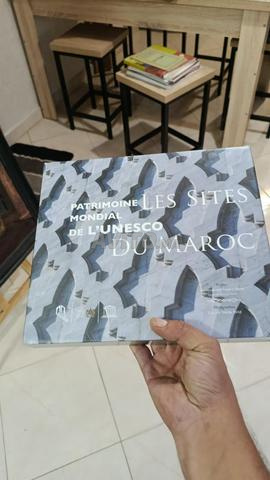 PATRIMOINE
MONDIAL
DE L'UNESCO
LES SITES
DU MAROC